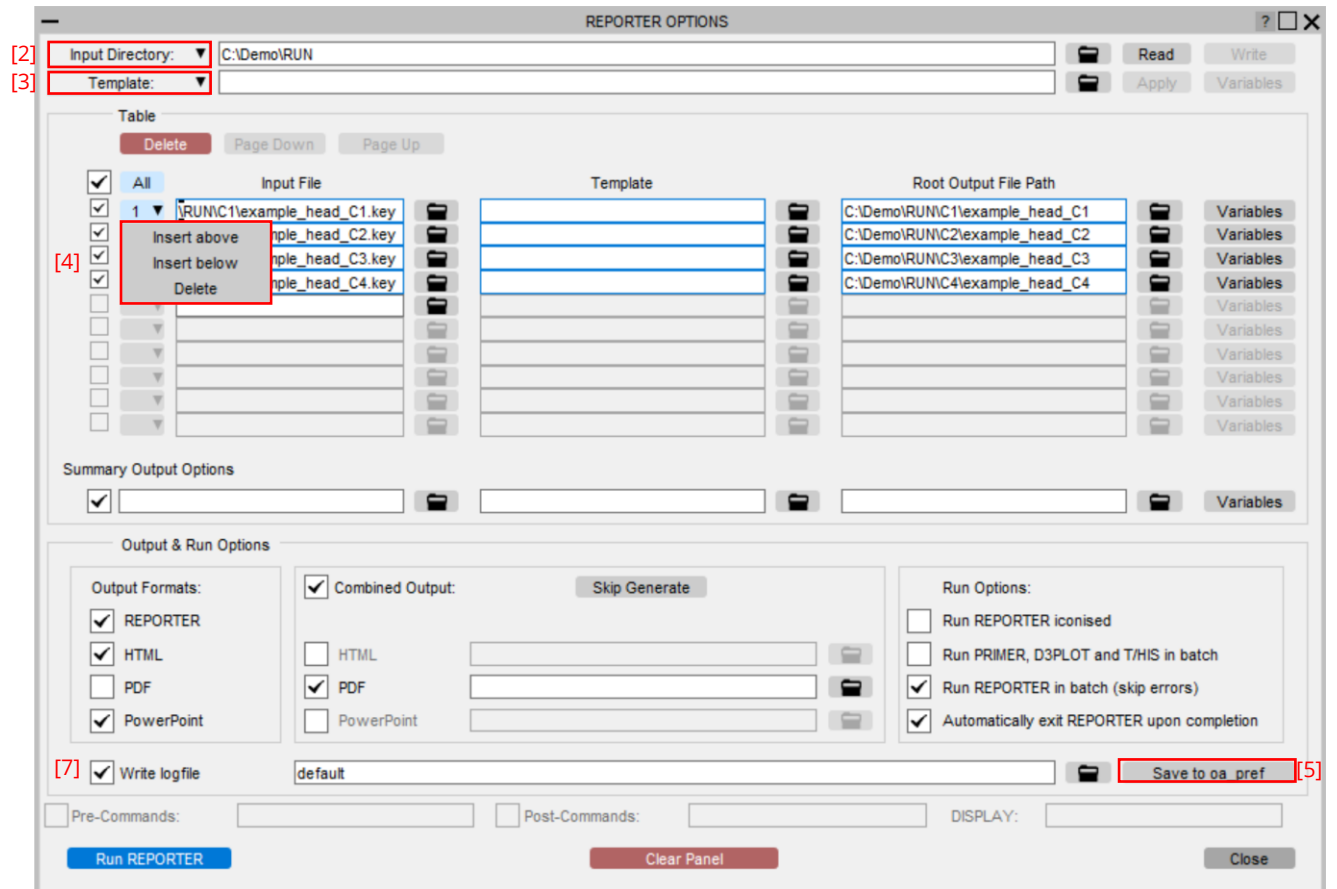 REPORTER OPTIONS ?
[2] Input Directory: C:\Demo\RUN Read Write
[3] Template: Apply Variables
Table
Delete Page Down Page Up
All Input File Template Root Output File Path
1 \RUN\C1\example_head_C1.key C:\Demo\RUN\C1\example_head_C1 Variables
Insert above mple_head_C2.key C:\Demo\RUN\C2\example_head_C2 Variables
[4] Insert below mple_head_C3.key C:\Demo\RUN\C3\example_head_C3 Variables
Delete mple_head_C4.key C:\Demo\RUN\C4\example_head_C4 Variables
Variables
Variables
Variables
Variables
Variables
Variables
Summary Output Options
Variables
Output & Run Options
Output Formats: Combined Output: Skip Generate Run Options:
REPORTER Run REPORTER iconised
HTML HTML Run PRIMER, D3PLOT and T/HIS in batch
PDF PDF Run REPORTER in batch (skip errors)
PowerPoint PowerPoint Automatically exit REPORTER upon completion
[7] Write logfile default Save to oa_pref [5]
Pre-Commands: Post-Commands: DISPLAY:
Run REPORTER Clear Panel Close